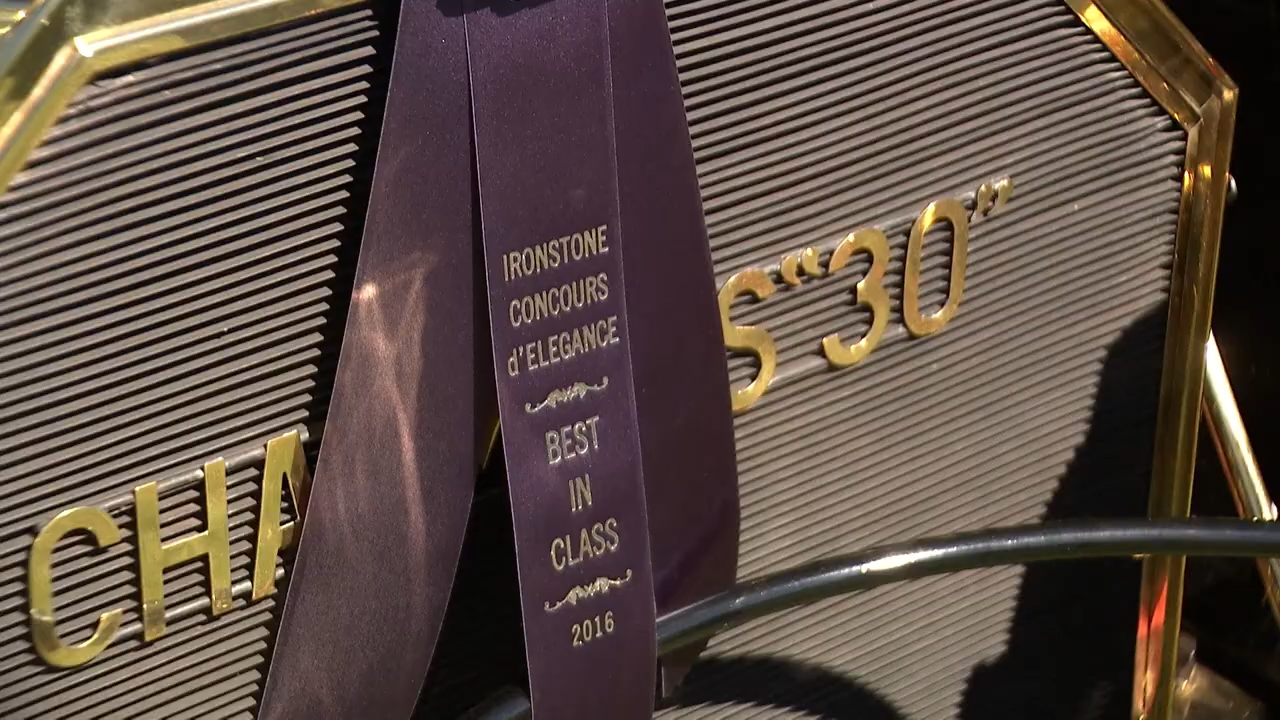 CHA S “30”
IRONSTONE
CONCOURS
d'ELEGANCE
BEST
IN
CLASS
2016